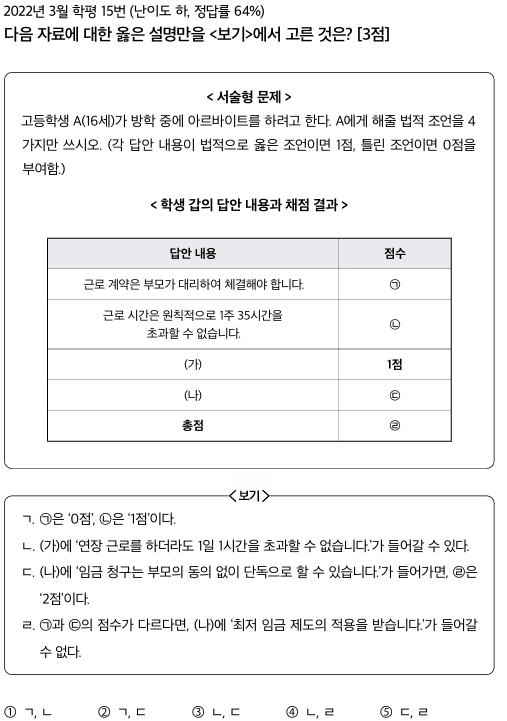 2022년 3월 학평 15번 (난이도 하, 정답률 64%)
다음 자료에 대한 옳은 설명만을 <보기>에서 고른 것은? [3점]
< 서술형 문제 >
고등학생 A(16세)가 방학 중에 아르바이트를 하려고 한다. A에게 해줄 법적 조언을 4
가지만 쓰시오. (각 답안 내용이 법적으로 옳은 조언이면 1점, 틀린 조언이면 0점을
부여함.)
< 학생 갑의 답안 내용과 채점 결과 >
답안 내용 점수
근로 계약은 부모가 대리하여 체결해야 합니다. ㉠
근로 시간은 원칙적으로 1주 35시간을
초과할 수 없습니다. ㉡
(가) 1점
(나) ㉢
총점 ㉣
<보기>
ㄱ. ㉠은 ‘0점’, ㉡은 ‘1점’이다.
ㄴ. (가)에 ‘연장 근로를 하더라도 1일 1시간을 초과할 수 없습니다.’가 들어갈 수 있다.
ㄷ. (나)에 ‘임금 청구는 부모의 동의 없이 단독으로 할 수 있습니다.’가 들어가면, ㉣은
‘2점’이다.
ㄹ. ㉠과 ㉢의 점수가 다르다면, (나)에 ‘최저 임금 제도의 적용을 받습니다.’가 들어갈
수 없다.
① ㄱ, ㄴ ② ㄱ, ㄷ ③ ㄴ, ㄷ ④ ㄴ, ㄹ ⑤ ㄷ, ㄹ